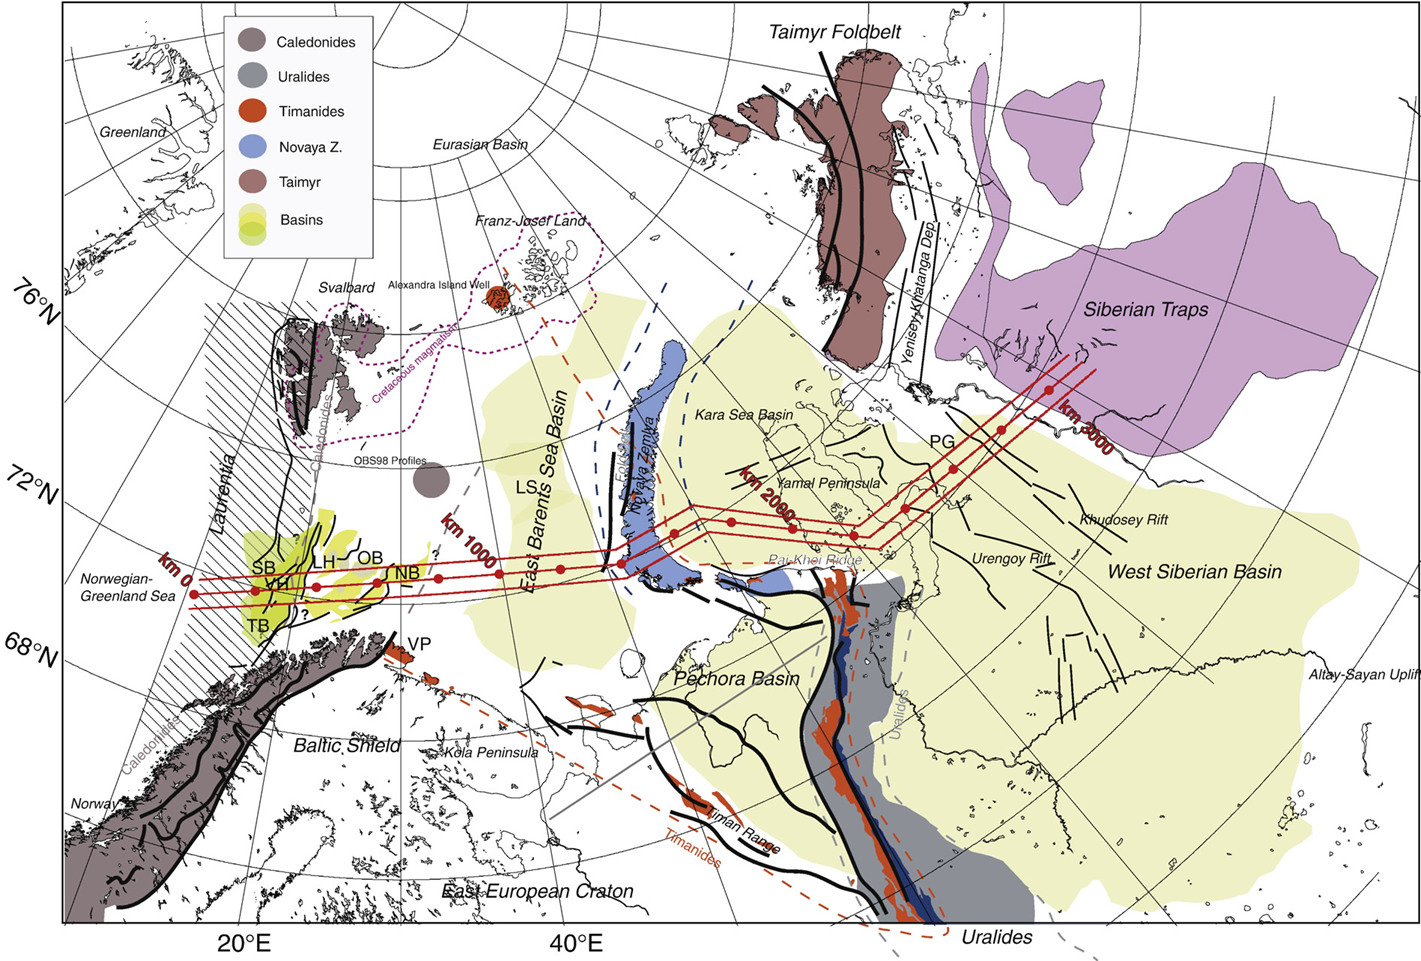 Taimyr Foldbelt
Caledonides
Uralides
Timanides
Novaya Z.
Taimyr
Basins
Greenland
Eurasian Basin
Franz-Josef Land
Alexandra Island Well
Svalbard
76°N
Cretaceous magmatism
Yenisey-Khatanga Dep.
Siberian Traps
Caledonides
Kara Sea Basin
PG
km 3000
OBS98 Profiles
Laurentia
LS
East Barents Sea Basin
Novaya Zemlya
Yamal Peninsula
km 2000
72°N
km 1000
Khudosey Rift
Urengoy Rift
West Siberian Basin
km 0
Norwegian-
Greenland Sea
SB
VH
LH
OB
NB
?
?
?
TB
Pai-Khoi Ridge
VP
68°N
Pechora Basin
Altay-Sayan Uplift
Uralides
Caledonides
Baltic Shield
Kola Peninsula
Norway
Timan Range
Timanides
East European Craton
20°E
40°E
Uralides